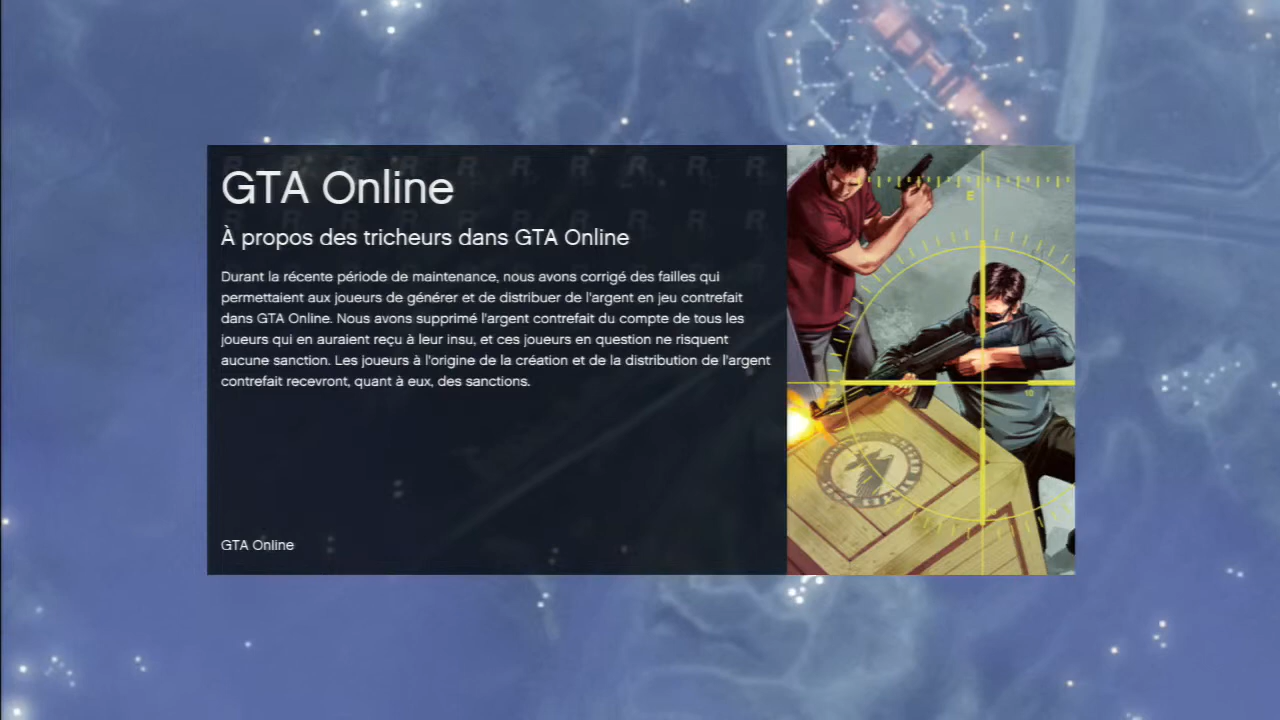 GTA Online
À propos des tricheurs dans GTA Online
Durant la récente période de maintenance, nous avons corrigé des failles qui
permettaient aux joueurs de générer et de distribuer de l'argent en jeu contrefait
dans GTA Online. Nous avons supprimé l'argent contrefait du compte de tous les
joueurs qui en auraient reçu à leur insu, et ces joueurs en question ne risquent
aucune sanction. Les joueurs à l'origine de la création et de la distribution de l'argent
contrefait recevront, quant à eux, des sanctions.
GTA Online
E
10